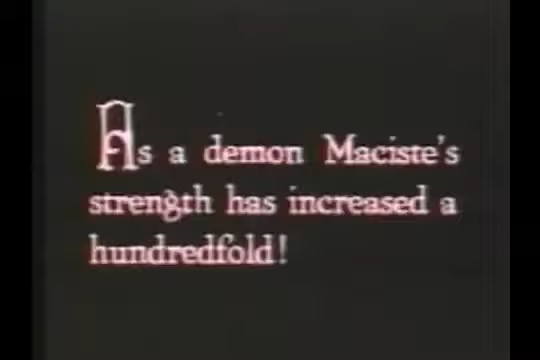 As a demon Maciste's
strength has increased a
hundredfold!